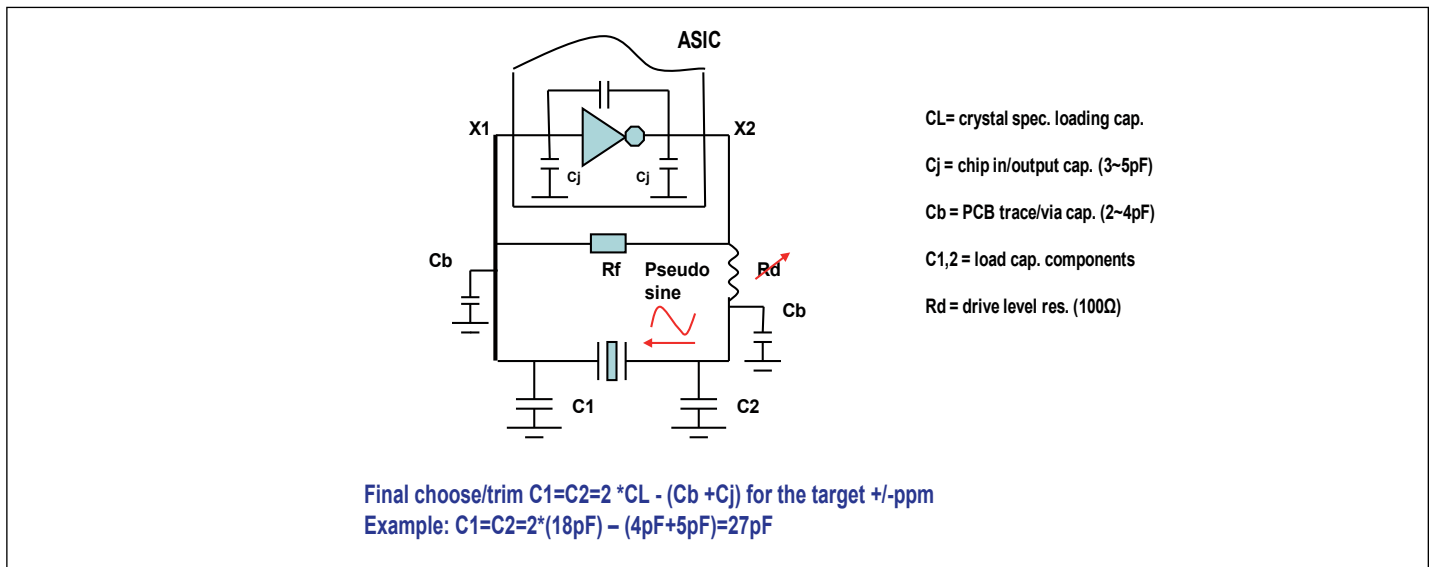 ASIC
X1
X2
Cj
Cj
Cb
Rf
Pseudo
sine
Rd
Cb
C1
C2
CL= crystal spec. loading cap.
Cj = chip in/output cap. (3~5pF)
Cb = PCB trace/via cap. (2~4pF)
C1,2 = load cap. components
Rd = drive level res. (100Ω)
Final choose/trim C1=C2=2 *CL - (Cb +Cj) for the target +/-ppm
Example: C1=C2=2*(18pF) – (4pF+5pF)=27pF